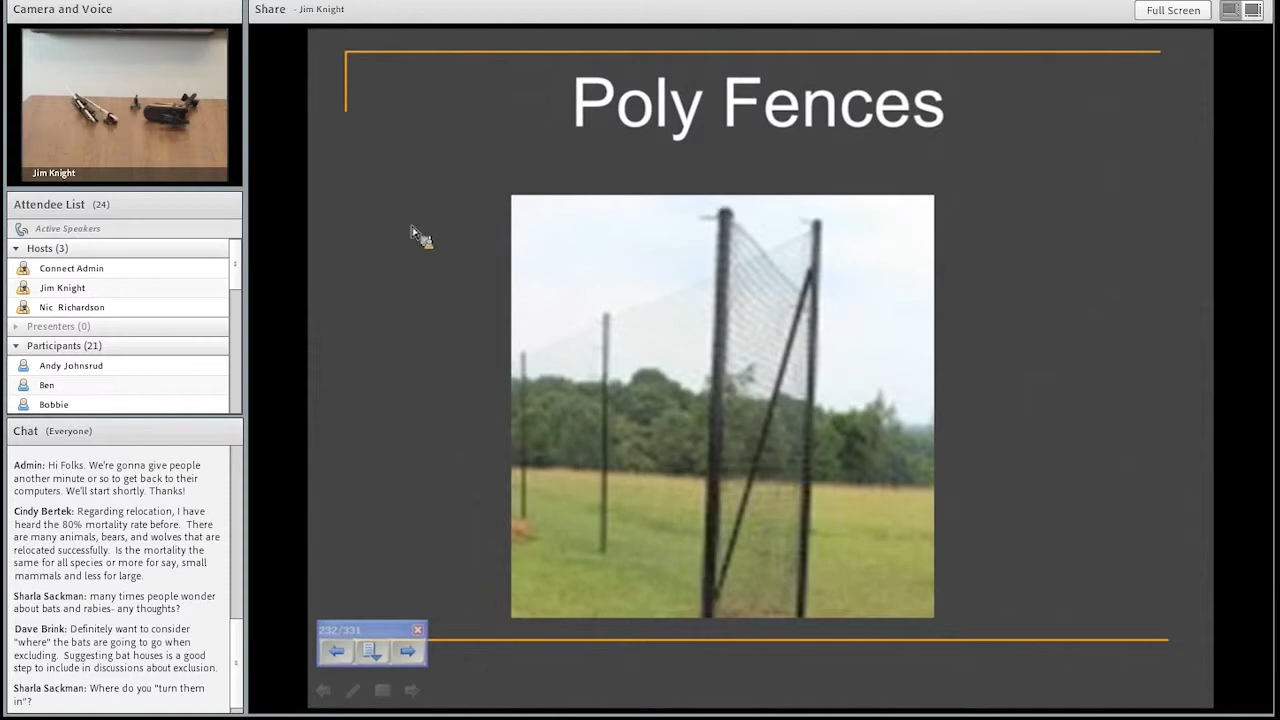 Camera and Voice
Share - Jim Knight
Full Screen
Jim Knight
Attendee List (24)
Active Speakers
Hosts (3)
Connect Admin
Jim Knight
Nic Richardson
Presenters (0)
Participants (21)
Andy Johnsrud
Ben
Bobbie
Chat (Everyone)
Admin: Hi Folks. We're gonna give people
another minute or so to get back to their
computers. We'll start shortly. Thanks!
Cindy Bertek: Regarding relocation, I have
heard the 80% mortality rate before. There
are many animals, bears, and wolves that are
relocated successfully. Is the mortality the
same for all species or more for say, small
mammals and less for large.
Sharla Sackman: many times people wonder
about bats and rabies- any thoughts?
Dave Brink: Definitely want to consider
"where" the bats are going to go when
excluding. Suggesting bat houses is a good
step to include in discussions about exclusion.
Sharla Sackman: Where do you "turn them
in"?
Poly Fences
232/331